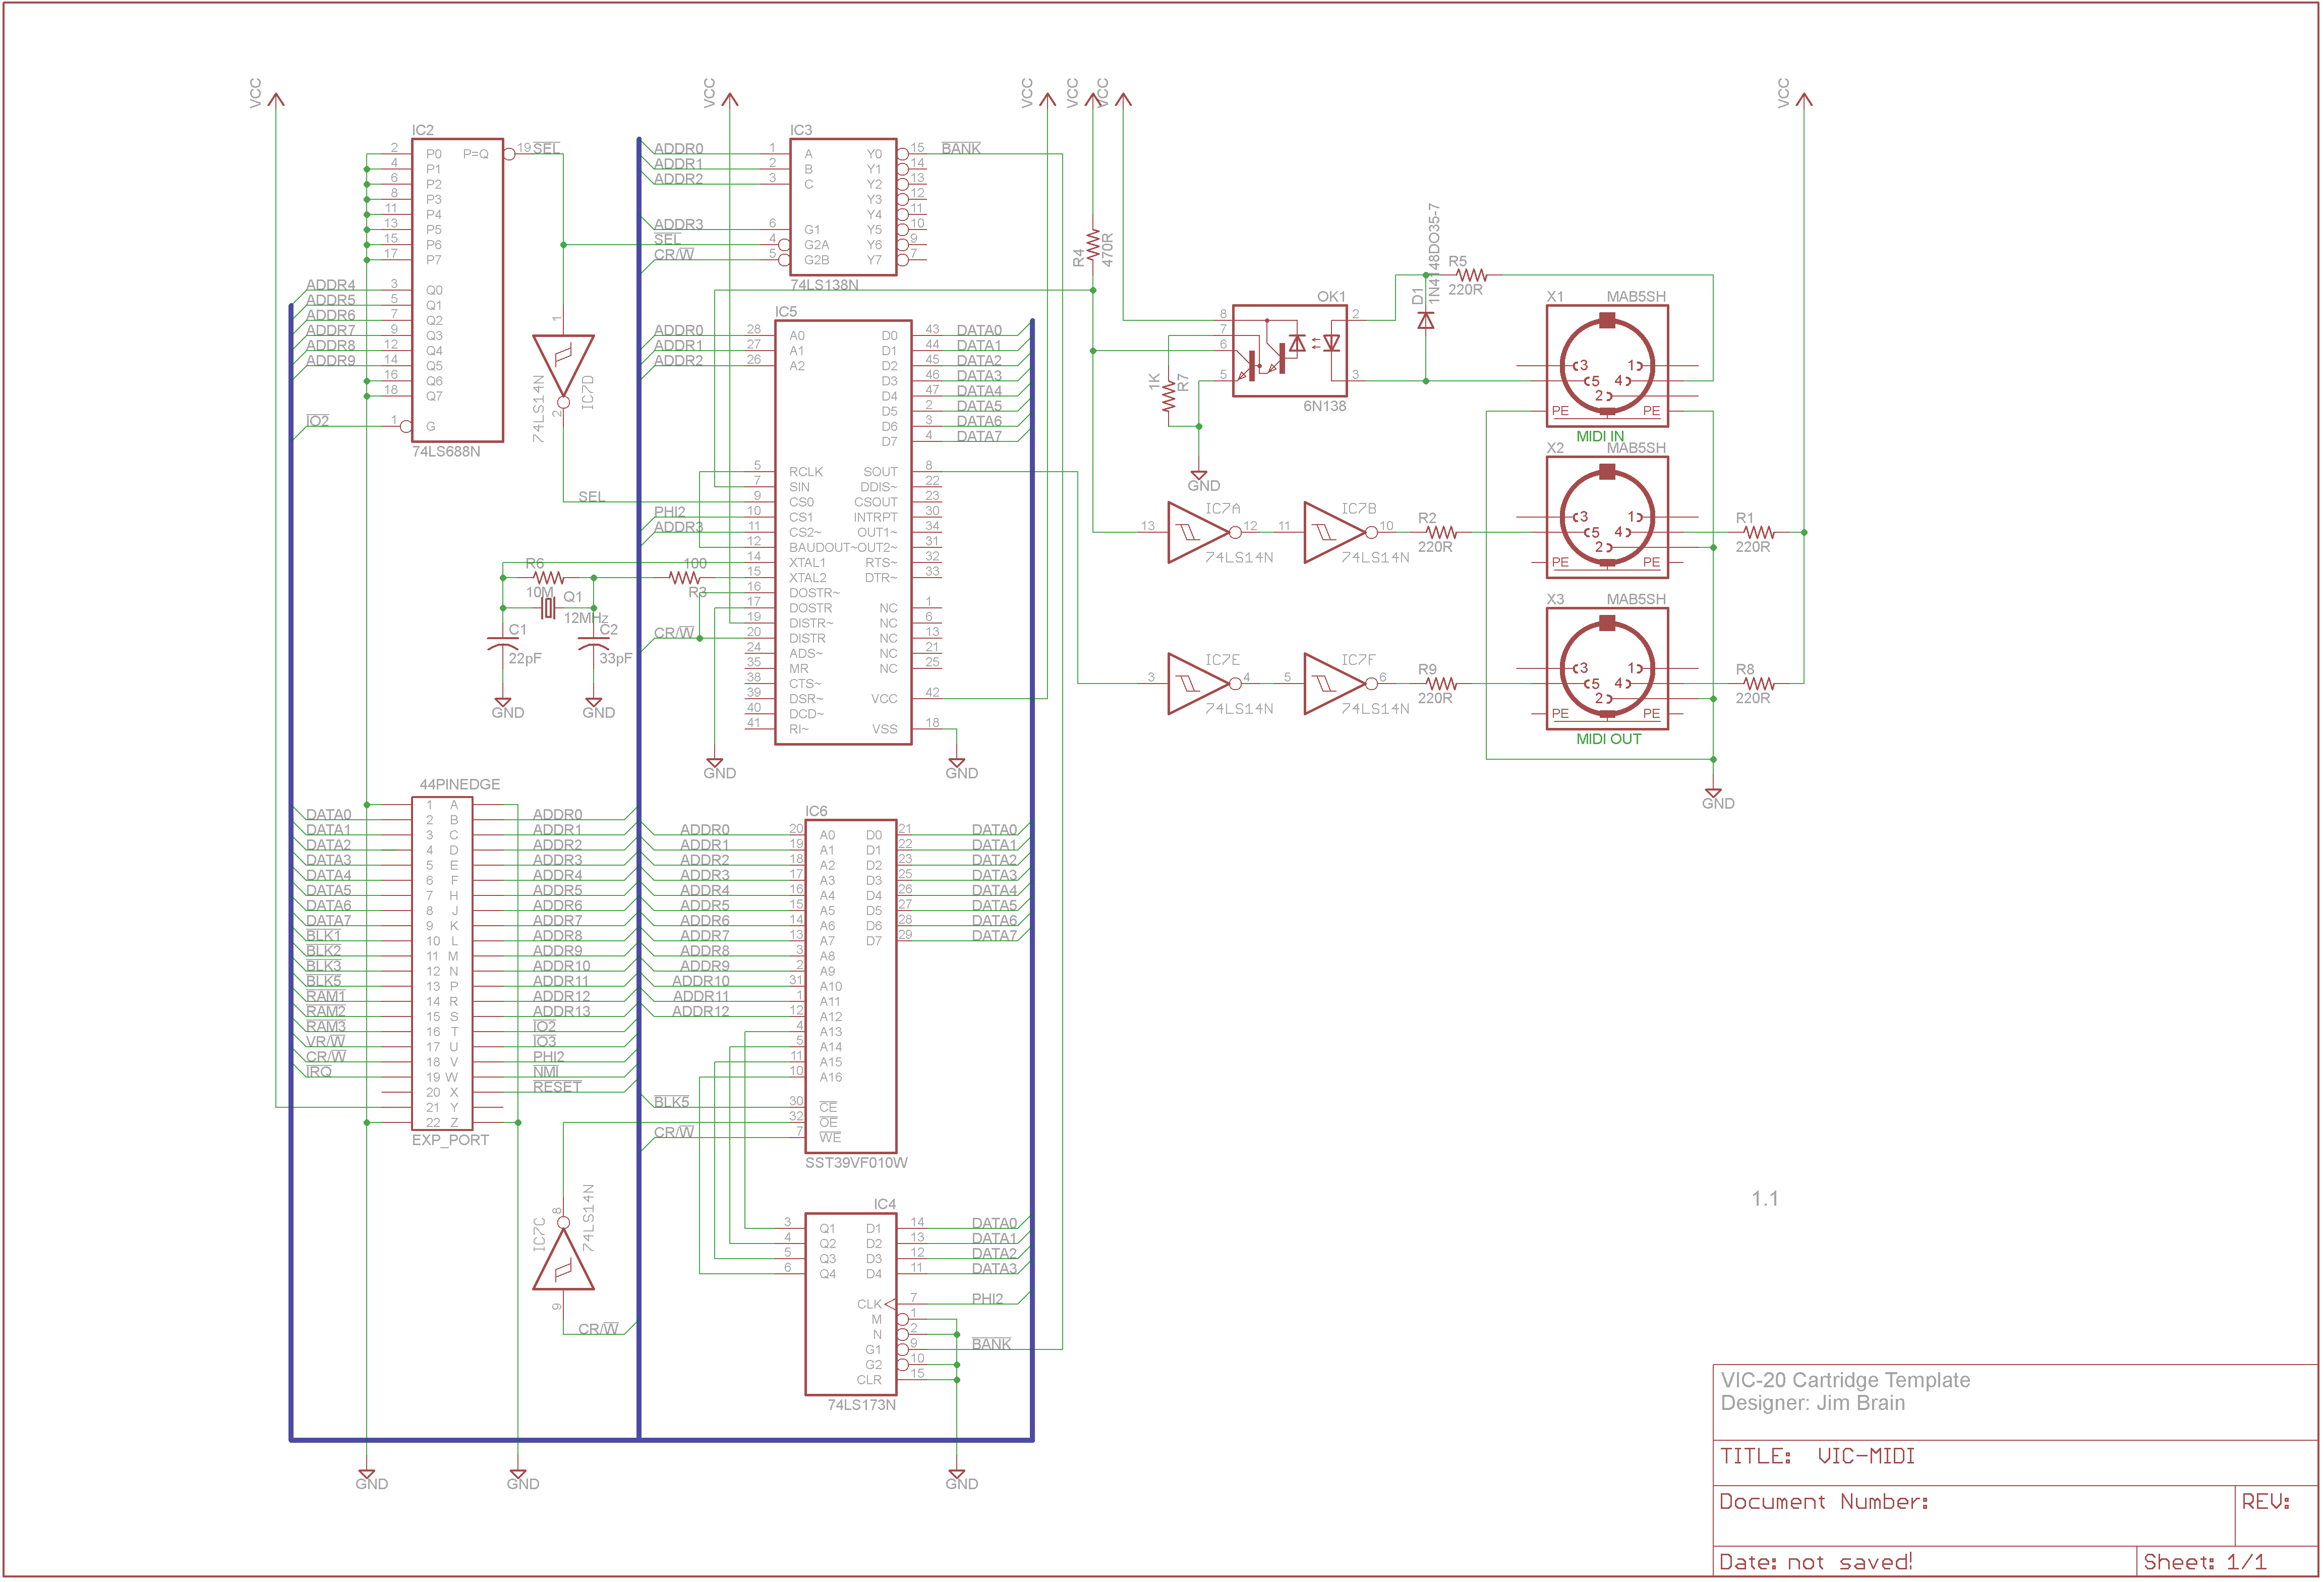 VCC VCC VCC VCC VCC VCC
IC2
2 P0 P=Q 19 SEL
4 P1
6 P2
8 P3
11 P4
13 P5
15 P6
17 P7
ADDR4 3 Q0
ADDR5 5 Q1
ADDR6 7 Q2
ADDR7 9 Q3
ADDR8 12 Q4
ADDR9 14 Q5
16 Q6
18 Q7
IO2 1 G
74LS688N
1
74LS14N IC7D
2
SEL
IC3
ADDR0 1 A Y0 15 BANK
ADDR1 2 B Y1 14
ADDR2 3 C Y2 13
Y3 12
Y4 11
ADDR3 6 G1 Y5 10
SEL 4 G2A Y6 9
CR/W 5 G2B Y7 7
74LS138N
IC5
ADDR0 28 A0 D0 43 DATA0
ADDR1 27 A1 D1 44 DATA1
ADDR2 26 A2 D2 45 DATA2
D3 46 DATA3
D4 47 DATA4
D5 2 DATA5
D6 3 DATA6
D7 4 DATA7
5 RCLK SOUT 8
7 SIN DDIS~ 22
9 CS0 CSOUT 23
PHI2 10 CS1 INTRPT 30
ADDR3 11 CS2~ OUT1~ 34
12 BAUDOUT~ OUT2~ 31
14 XTAL1 RTS~ 32
15 XTAL2 DTR~ 33
16 DOSTR~
17 DOSTR NC 1
19 DISTR~ NC 6
CR/W 20 DISTR NC 13
24 ADS~ NC 21
35 MR NC 25
38 CTS~
39 DSR~ VCC 42
40 DCD~
41 RI~ VSS 18
R6 100
10M Q1 R3
12MHz
C1 C2
22pF 33pF
GND GND GND GND
R4 470R
D1 1N4148DO35-7
R5
220R
OK1
8 2
7
6
5 3
6N138
1K R7
GND
X1 MAB5SH
3 1
5 4
2
PE PE
MIDI IN
X2 MAB5SH
3 1
5 4
2
PE PE
X3 MAB5SH
3 1
5 4
2
PE PE
MIDI OUT
IC7A IC7B
13 12 11 10 R2 R1
74LS14N 74LS14N 220R 220R
IC7E IC7F
3 4 5 6 R9 R8
74LS14N 74LS14N 220R 220R
GND
44PINEDGE
1 A
DATA0 2 B ADDR0
DATA1 3 C ADDR1
DATA2 4 D ADDR2
DATA3 5 E ADDR3
DATA4 6 F ADDR4
DATA5 7 H ADDR5
DATA6 8 J ADDR6
DATA7 9 K ADDR7
BLK1 10 L ADDR8
BLK2 11 M ADDR9
BLK3 12 N ADDR10
BLK5 13 P ADDR11
RAM1 14 R ADDR12
RAM2 15 S ADDR13
RAM3 16 T IO2
VR/W 17 U IO3
CR/W 18 V PHI2
IRQ 19 W NMI
20 X RESET
21 Y
22 Z
EXP_PORT
IC6
ADDR0 20 A0 D0 21 DATA0
ADDR1 19 A1 D1 22 DATA1
ADDR2 18 A2 D2 23 DATA2
ADDR3 17 A3 D3 25 DATA3
ADDR4 16 A4 D4 26 DATA4
ADDR5 15 A5 D5 27 DATA5
ADDR6 14 A6 D6 28 DATA6
ADDR7 13 A7 D7 29 DATA7
ADDR8 3 A8
ADDR9 2 A9
ADDR10 31 A10
ADDR11 1 A11
ADDR12 12 A12
4 A13
5 A14
11 A15
10 A16
BLK5 30 CE
32 OE
CR/W 7 WE
SST39VF010W
IC7C 8 74LS14N
9
CR/W
IC4
3 Q1 D1 14 DATA0
4 Q2 D2 13 DATA1
5 Q3 D3 12 DATA2
6 Q4 D4 11 DATA3
CLK 7 PHI2
M 1
N 2
G1 9 BANK
G2 10
CLR 15
74LS173N
GND GND GND
1.1
VIC-20 Cartridge Template
Designer: Jim Brain
TITLE: VIC-MIDI
Document Number: REV:
Date: not saved! Sheet: 1/1